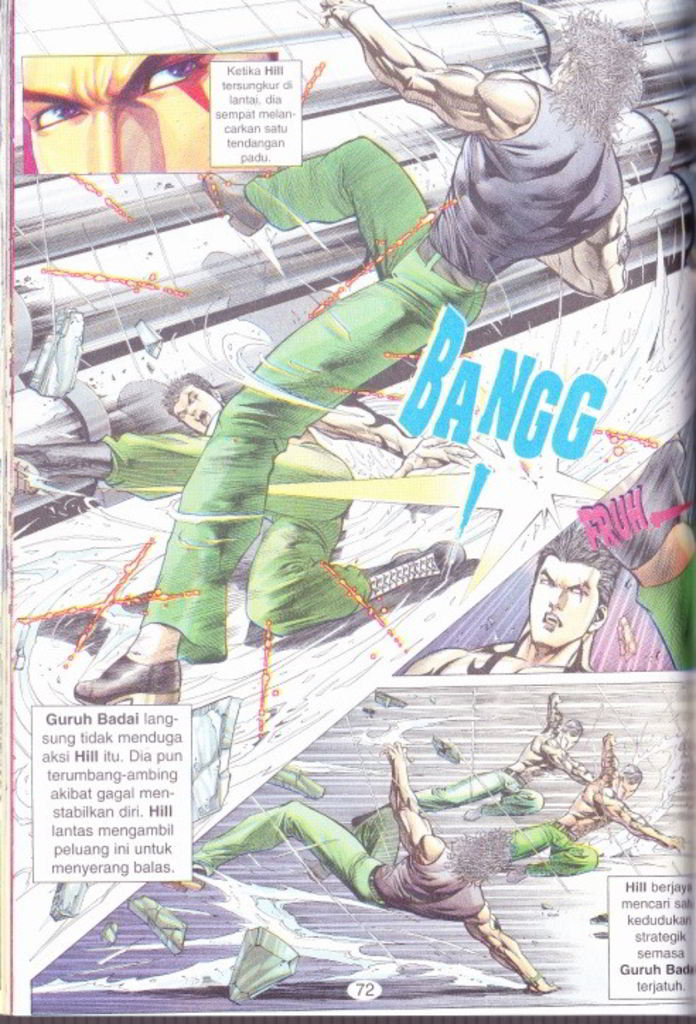 Ketika Hill
tersungkur di
lantai, dia
sempat melan-
carkan satu
tendangan
padu.
BANGG
!
FRUH
Guruh Badai lang-
sung tidak menduga
aksi Hill itu. Dia pun
terumbang-ambing
akibat gagal men-
stabilkan diri. Hill
lantas mengambil
peluang ini untuk
menyerang balas.
Hill berjaya
mencari
kedudukan
strategik
semasa
Guruh
terjatuh.
72